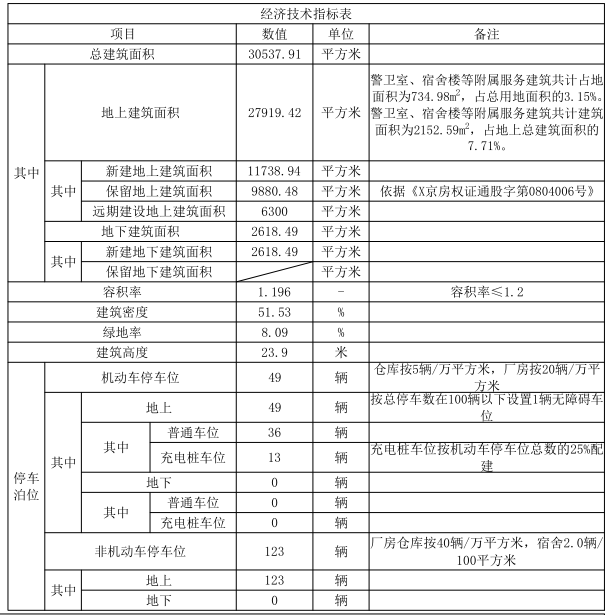 经济技术指标表
项目 数值 单位 备注
总建筑面积 30537.91 平方米
其中 地上建筑面积 27919.42 平方米 警卫室、宿舍楼等附属服务建筑共计占地
面积为734.98m²，占总用地面积的3.15%。
警卫室、宿舍楼等附属服务建筑共计建筑
面积为2152.59m²，占地上总建筑面积的
7.71%。
其中 新建地上建筑面积 11738.94 平方米
保留地上建筑面积 9880.48 平方米 依据《X京房权证通股字第0804006号》
远期建设地上建筑面积 6300 平方米
地下建筑面积 2618.49 平方米
其中 新建地下建筑面积 2618.49 平方米
保留地下建筑面积 平方米
容积率 1.196 - 容积率≤1.2
建筑密度 51.53 %
绿地率 8.09 %
建筑高度 23.9 米
停车
泊位 机动车停车位 49 辆 仓库按5辆/万平方米，厂房按20辆/万平
方米
其中 地上 49 辆 按总停车数在100辆以下设置1辆无障碍车
位
其中 普通车位 36 辆
充电桩车位 13 辆 充电桩车位按机动车停车位总数的25%配
建
地下 0 辆
其中 普通车位 0 辆
充电桩车位 0 辆
非机动车停车位 123 辆 厂房仓库按40辆/万平方米，宿舍2.0辆/
100平方米
其中 地上 123 辆
地下 0 辆